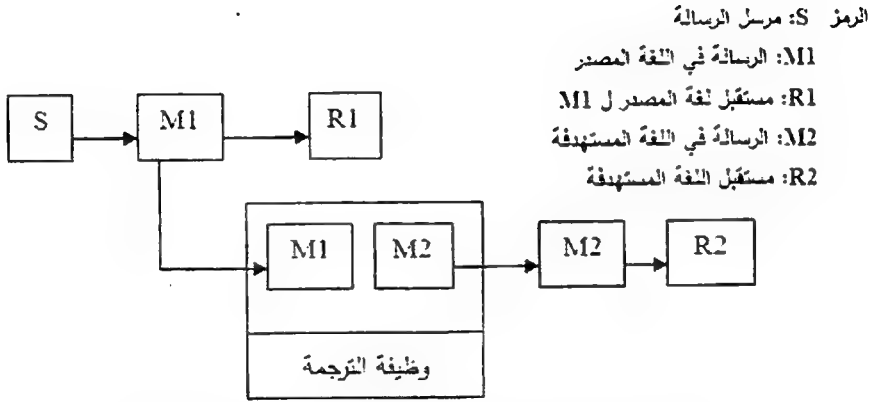 الرمز S: مرسل الرسالة
M1: الرسالة في اللغة المصدر
R1: مستقبل لغة المصدر ل M1
M2: الرسالة في اللغة المستهدفة
R2: مستقبل اللغة المستهدفة
S M1 R1
M1 M2 M2 R2
وظيفة الترجمة